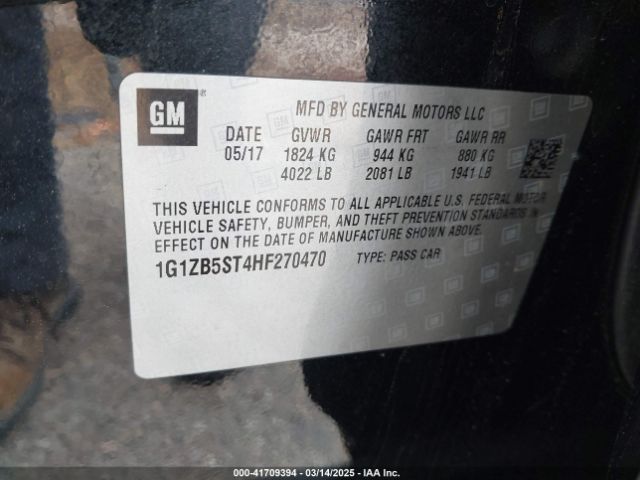 GM ®
MFD BY GENERAL MOTORS LLC
DATE GVWR GAWR FRT GAWR RR
05/17 1824 KG 944 KG 880 KG
4022 LB 2081 LB 1941 LB
THIS VEHICLE CONFORMS TO ALL APPLICABLE U.S. FEDERAL MOTOR
VEHICLE SAFETY, BUMPER, AND THEFT PREVENTION STANDARDS IN
EFFECT ON THE DATE OF MANUFACTURE SHOWN ABOVE.
1G1ZB5ST4HF270470 TYPE: PASS CAR
000-41709394 | 03/14/2025 | IAA Inc.